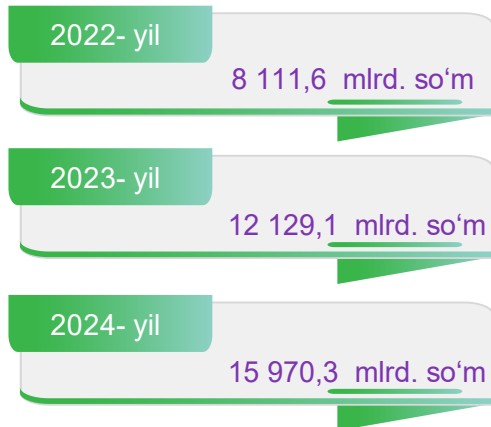 2022- yil
8 111,6 mlrd. so‘m
2023- yil
12 129,1 mlrd. so‘m
2024- yil
15 970,3 mlrd. so‘m